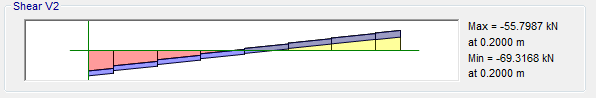 Shear V2
Max = -55.7987 kN
at 0.2000 m
Min = -69.3168 kN
at 0.2000 m